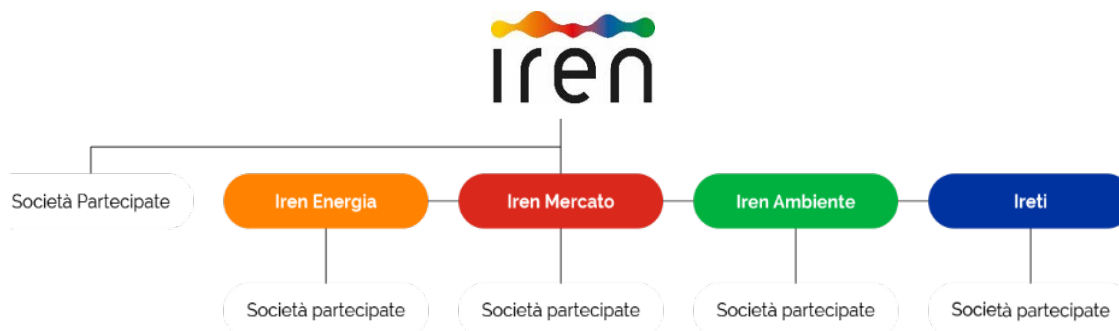 iren
Società Partecipate
Iren Energia
Iren Mercato
Iren Ambiente
Ireti
Società partecipate
Società partecipate
Società partecipate
Società partecipate